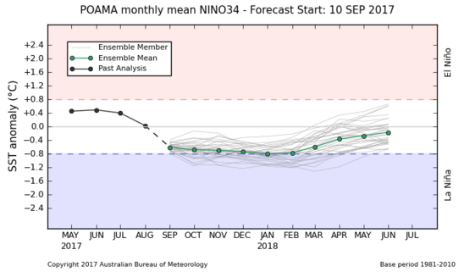 POAMA monthly mean NINO34 - Forecast Start: 10 SEP 2017
SST anomaly (°C)
+2.4
+2.0
+1.6
+1.2
+0.8
+0.4
0.0
−0.4
−0.8
−1.2
−1.6
−2.0
−2.4
Ensemble Member
Ensemble Mean
Past Analysis
El Niño
La Niña
MAY JUN JUL AUG SEP OCT NOV DEC JAN FEB MAR APR MAY JUN JUL
2017 2018
Copyright 2017 Australian Bureau of Meteorology Base period 1981-2010